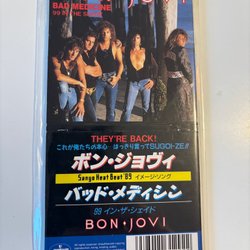 BAD MEDICINE
99 IN THE SHADE
THEY'RE BACK!
これが俺たちの本心 はっきり言ってSUGOI-ZE!!
ボン・ジョヴィ
Sanyo Heat Beat '89 イメージ・ソング
バッド・メディシン
99 イン・ザ・シェイド
BON•JOVI